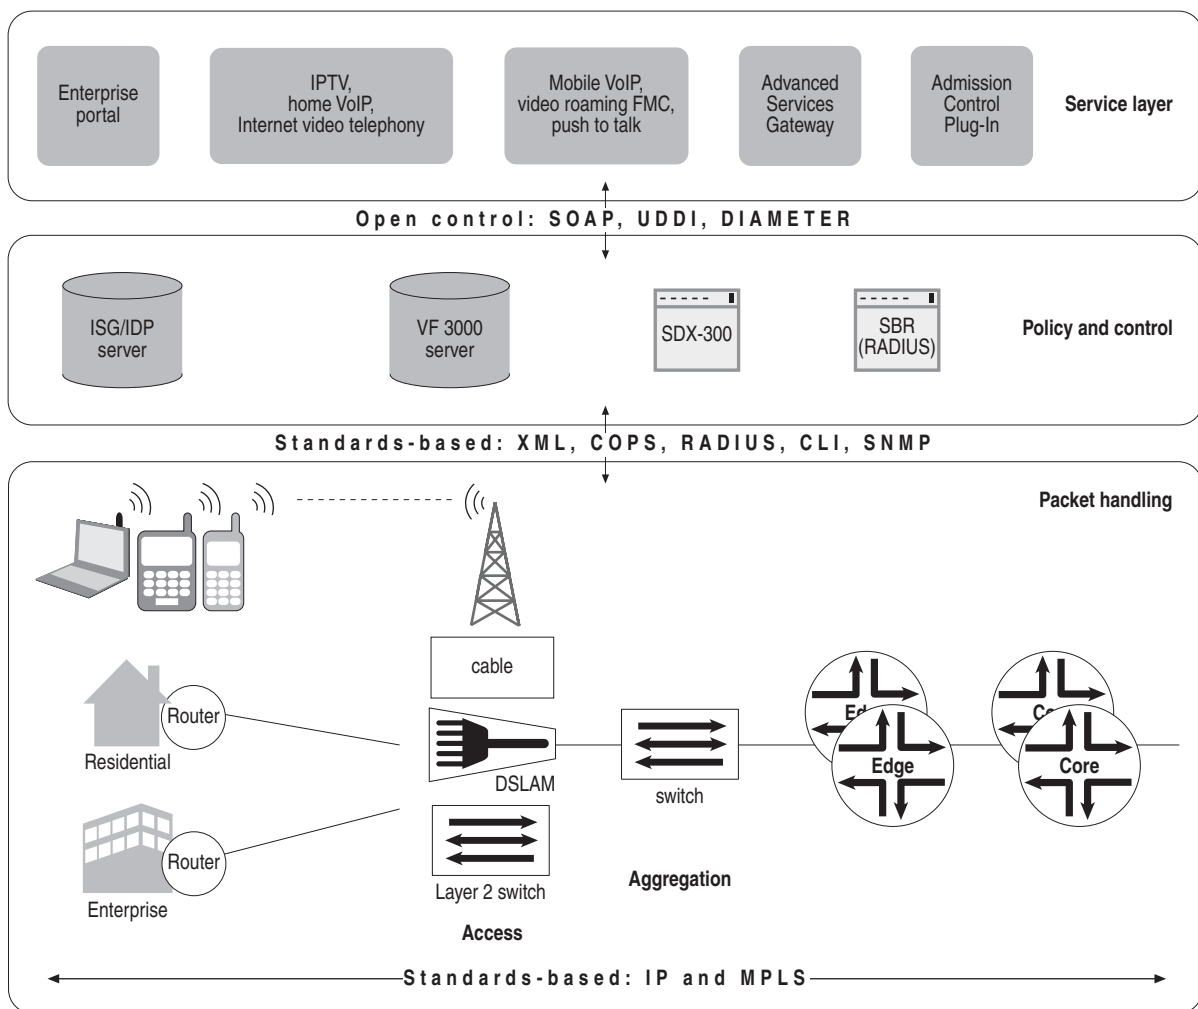 Enterprise
portal
IPTV,
home VoIP,
Internet video telephony
Mobile VoIP,
video roaming FMC,
push to talk
Advanced
Services
Gateway
Admission
Control
Plug-In
Service layer
Open control: SOAP, UDDI, DIAMETER
ISG/IDP
server
VF 3000
server
SDX-300
SBR
(RADIUS)
Policy and control
Standards-based: XML, COPS, RADIUS, CLI, SNMP
Packet handling
cable
Router
Residential
DSLAM
switch
Edge
Core
Router
Enterprise
Layer 2 switch
Aggregation
Access
Standards-based: IP and MPLS